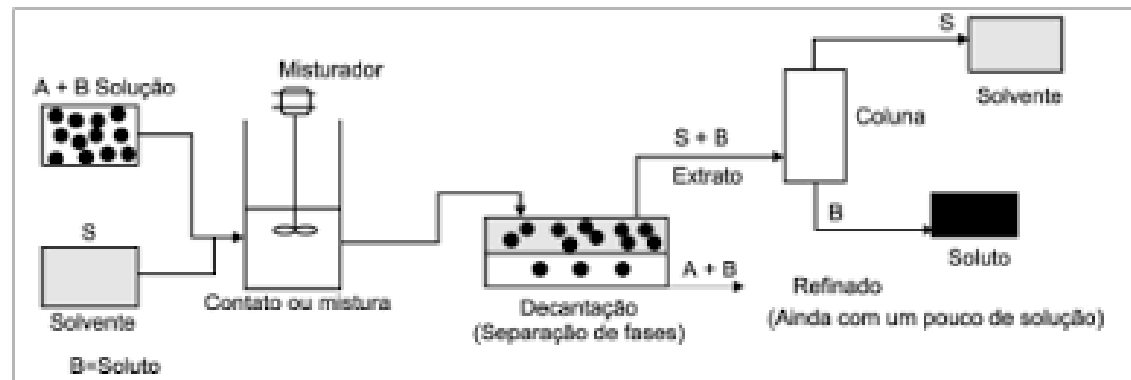 A + B Solução
Misturador
S
Solvente
B=Soluto
Contato ou mistura
Decantação
(Separação de fases)
S + B
Extrato
A + B
Coluna
S
Solvente
B
Soluto
Refinado
(Ainda com um pouco de solução)